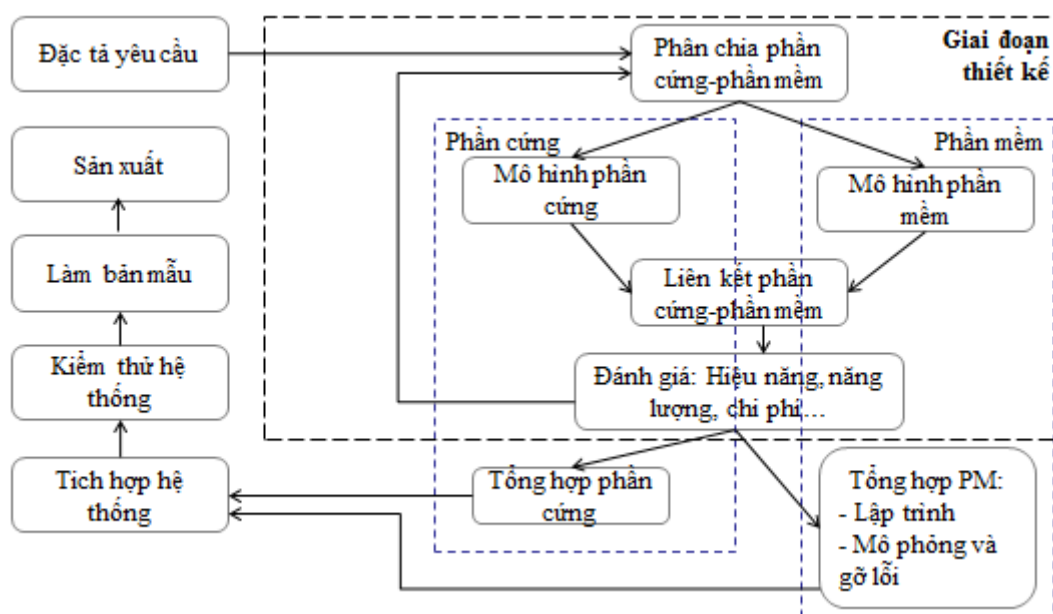 Đặc tả yêu cầu
Phân chia phần
cứng-phần mềm
Giai đoạn
thiết kế
Phần cứng
Phần mềm
Sản xuất
Mô hình phần
cứng
Mô hình phần
mềm
Làm bản mẫu
Liên kết phần
cứng-phần mềm
Kiểm thử hệ
thống
Đánh giá: Hiệu năng, năng
lượng, chi phí...
Tích hợp hệ
thống
Tổng hợp phần
cứng
Tổng hợp PM:
- Lập trình
- Mô phỏng và
gỡ lỗi